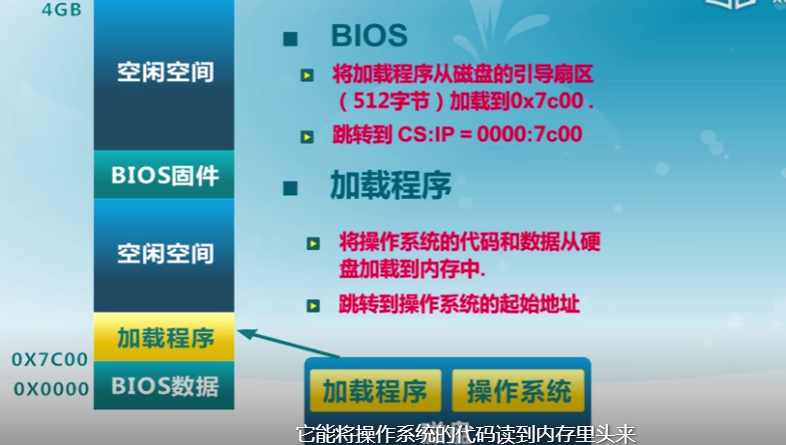 4GB
空闲空间
BIOS固件
空闲空间
加载程序
0X7C00
0X0000
BIOS数据
BIOS
将加载程序从磁盘的引导扇区
（512字节）加载到0x7c00 .
跳转到 CS:IP = 0000:7c00
加载程序
将操作系统的代码和数据从硬
盘加载到内存中.
跳转到操作系统的起始地址
加载程序
操作系统
它能将操作系统的代码读到内存里头来